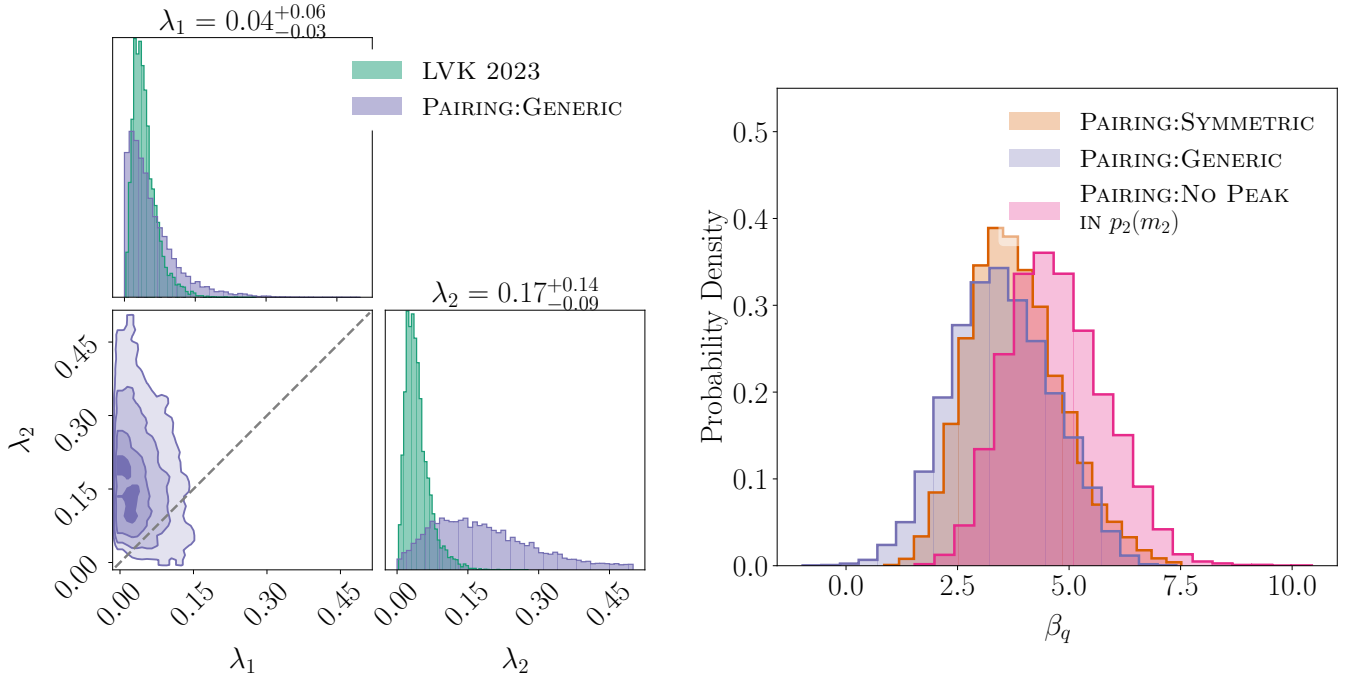 λ₁ = 0.04⁺⁰·⁰⁶₋₀.₀₃
LVK 2023
PAIRING:GENERIC
λ₂ = 0.17⁺⁰·¹⁴₋₀.₀₉
λ₂
0.45
0.30
0.15
0.00
0.00 0.15 0.30 0.45
λ₁
0.00 0.15 0.30 0.45
λ₂
Probability Density
0.5
0.4
0.3
0.2
0.1
0.0
PAIRING:SYMMETRIC
PAIRING:GENERIC
PAIRING:NO PEAK
IN p₂(m₂)
0.0 2.5 5.0 7.5 10.0
β_q